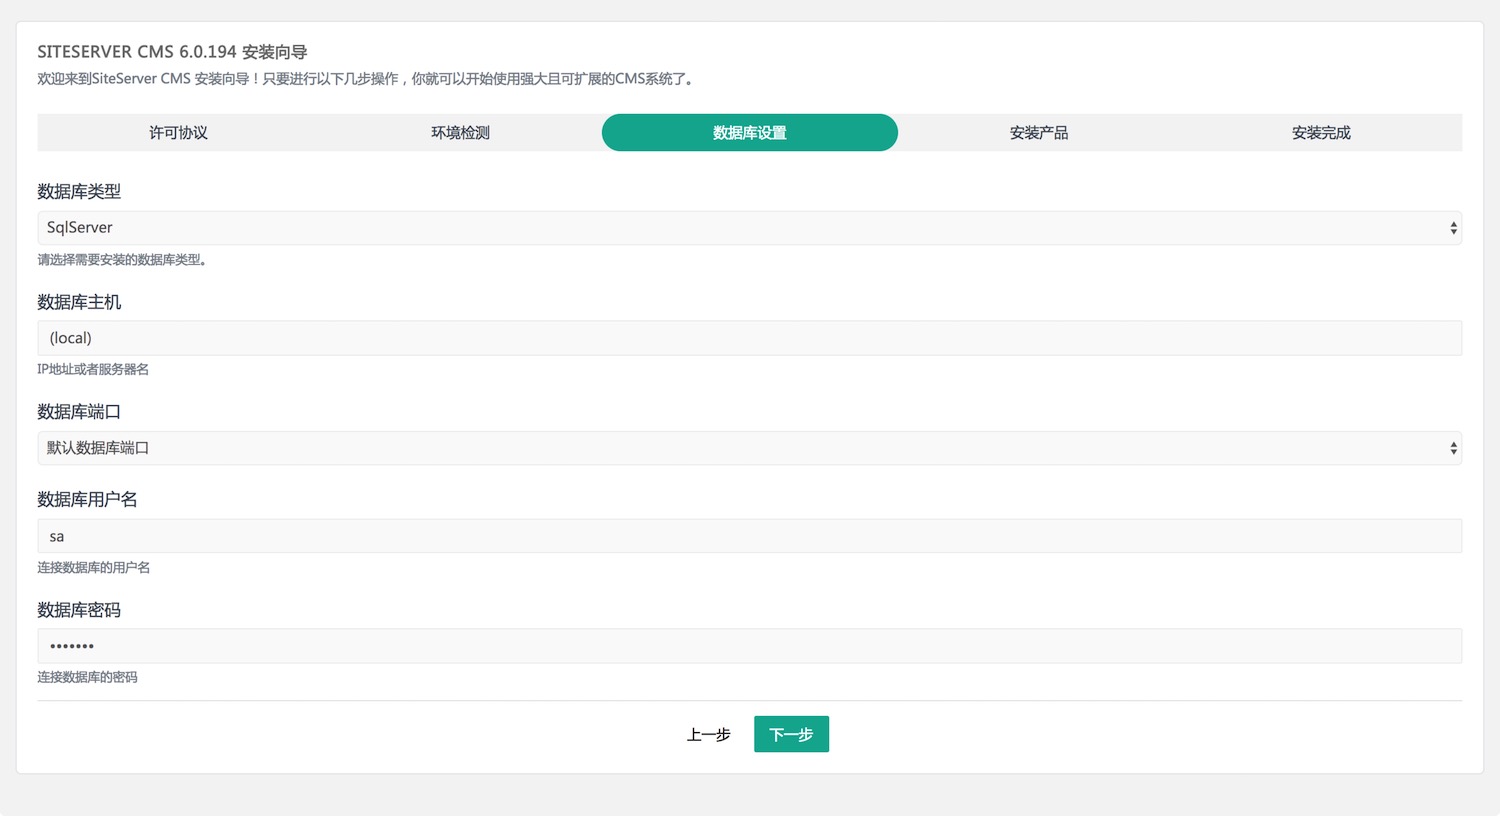 SITESERVER CMS 6.0.194 安装向导
欢迎来到SiteServer CMS 安装向导！只要进行以下几步操作，你就可以开始使用强大且可扩展的CMS系统了。
许可协议 环境检测 数据库设置 安装产品 安装完成
数据库类型
SqlServer
请选择需要安装的数据库类型。
数据库主机
(local)
IP地址或者服务器名
数据库端口
默认数据库端口
数据库用户名
sa
连接数据库的用户名
数据库密码
•••••••
连接数据库的密码
上一步 下一步